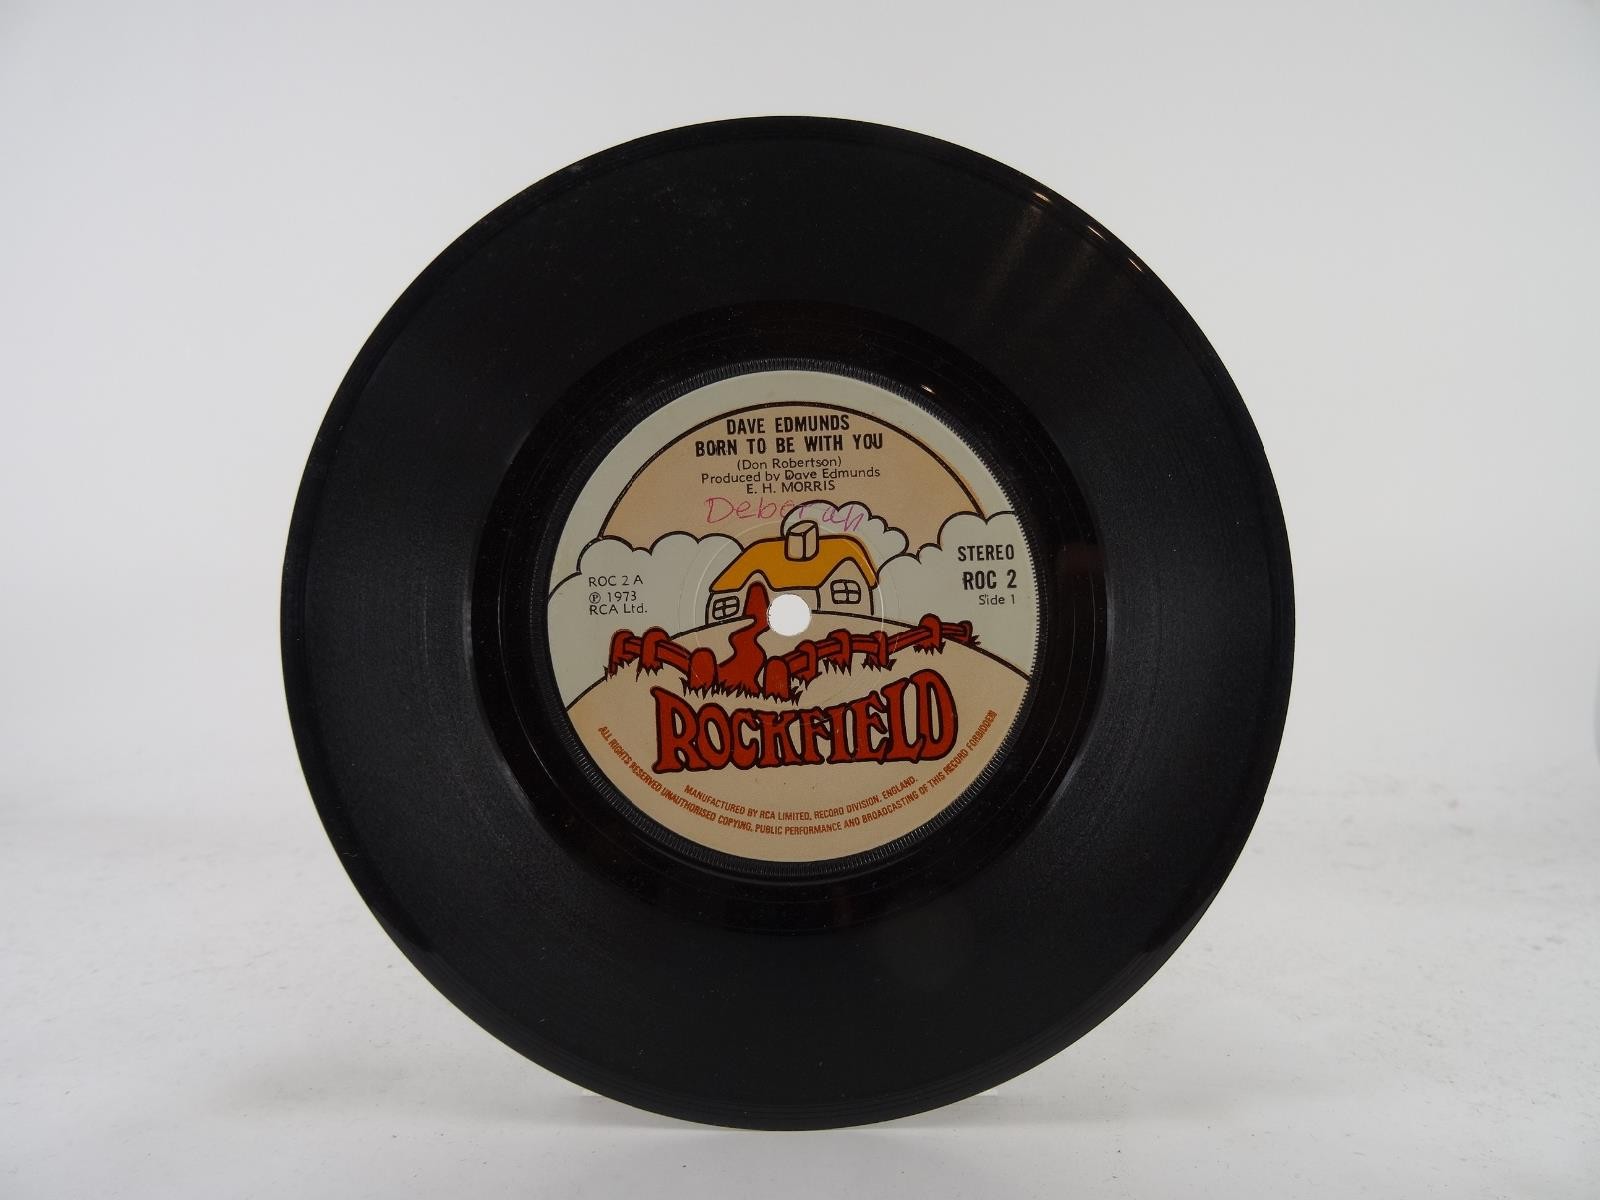 DAVE EDMUNDS
BORN TO BE WITH YOU
(Don Robertson)
Produced by Dave Edmunds
E. H. MORRIS
Deborah
STEREO
ROC 2
Side 1
ROC 2 A
℗ 1973
RCA Ltd.
ROCKFIELD
MANUFACTURED BY RCA LIMITED, RECORD DIVISION, ENGLAND.
ALL RIGHTS RESERVED UNAUTHORISED COPYING, PUBLIC PERFORMANCE AND BROADCASTING OF THIS RECORD FORBIDDEN